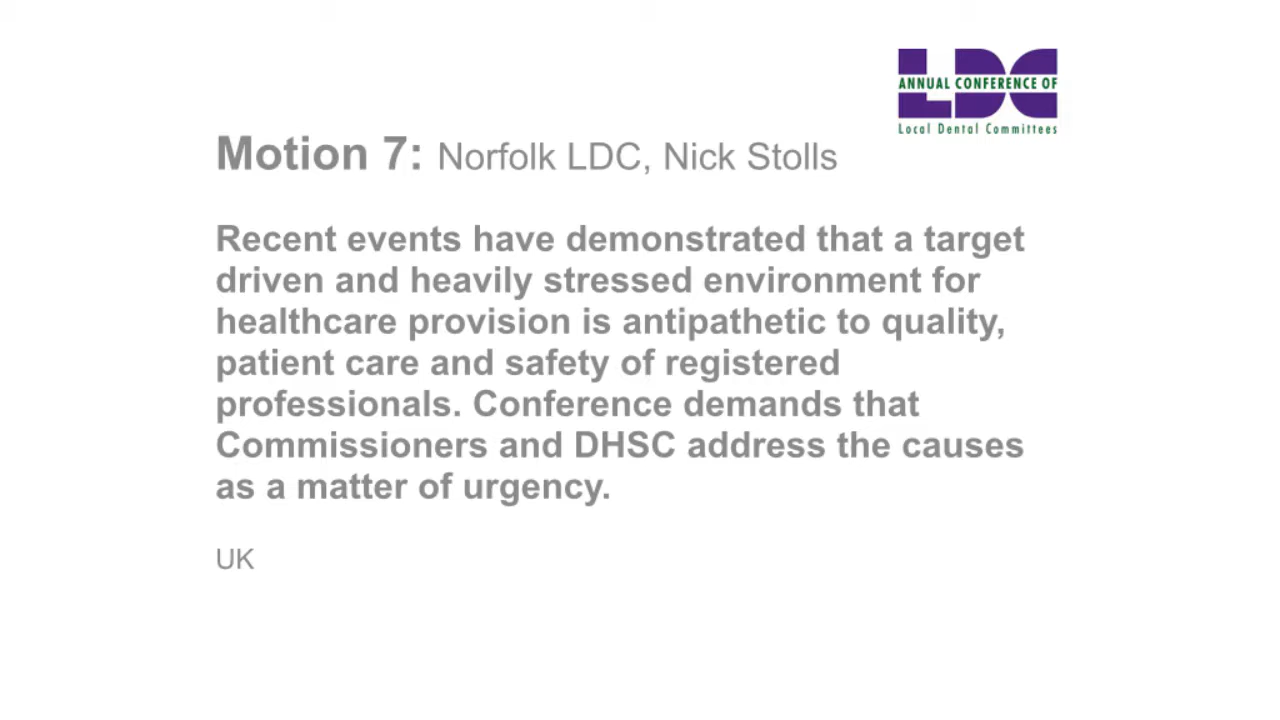 LDC
ANNUAL CONFERENCE OF
Local Dental Committees
Motion 7: Norfolk LDC, Nick Stolls
Recent events have demonstrated that a target
driven and heavily stressed environment for
healthcare provision is antipathetic to quality,
patient care and safety of registered
professionals. Conference demands that
Commissioners and DHSC address the causes
as a matter of urgency.
UK